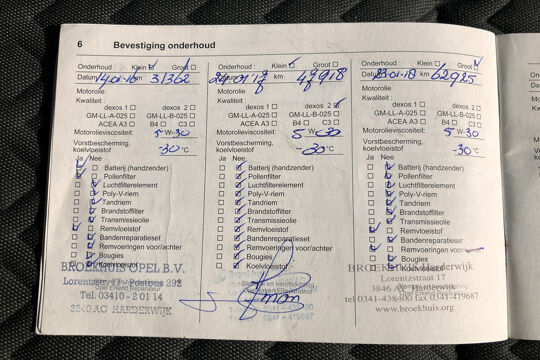 6 Bevestiging onderhoud
Onderhoud: Klein Groot
Datum 14-01-16 km 31362
Motorolie
Kwaliteit:
dexos 1 dexos 2
GM-LL-A-025 GM-LL-B-025
ACEA A3 B4 C3
Motorolieviscositeit: 5 W-30
Vorstbescherming,
koelvloeistof -30 °C
Ja Nee
Batterij (handzender)
Pollenfilter
Luchtfilterelement
Poly-V-riem
Tandriem
Brandstoffilter
Transmissieolie
Remvloeistof
Bandenreparatieset
Remvoeringen voor/achter
Bougies
Koelvloeistof
BROEKHUIS OPEL B.V.
Lorentzstr. 17 - Postbus 292
Opel Erkend Reparateur
Tel. 03410 - 2 01 14
3840 AC HARDERWIJK
Onderhoud: Klein Groot
km 47918
Motorolie
Kwaliteit:
dexos 1 dexos 2
GM-LL-A-025 GM-LL-B-025
ACEA A3 B4 C3
Motorolieviscositeit: 5 W-30
Vorstbescherming,
koelvloeistof -30 °C
Ja Nee
Batterij (handzender)
Pollenfilter
Luchtfilterelement
Poly-V-riem
Tandriem
Brandstoffilter
Transmissieolie
Remvloeistof
Bandenreparatieset
Remvoeringen voor/achter
Bougies
Koelvloeistof
Onderhoud: Klein Groot
Datum 23-01-18 km 62925
Motorolie
Kwaliteit:
dexos 1 dexos 2
GM-LL-A-025 GM-LL-B-025
ACEA A3 B4 C3
Motorolieviscositeit: 5 W-30
Vorstbescherming,
koelvloeistof -30 °C
Ja Nee
Batterij (handzender)
Pollenfilter
Luchtfilterelement
Poly-V-riem
Tandriem
Brandstoffilter
Transmissieolie
Remvloeistof
Bandenreparatieset
Remvoeringen voor
Bougies
Koelvloeistof
BROEKHUIS Harderwijk
Lorentzstraat 17
3846 Harderwijk
tel 0341-438400 fax 0341-419687
www.broekhuis.org